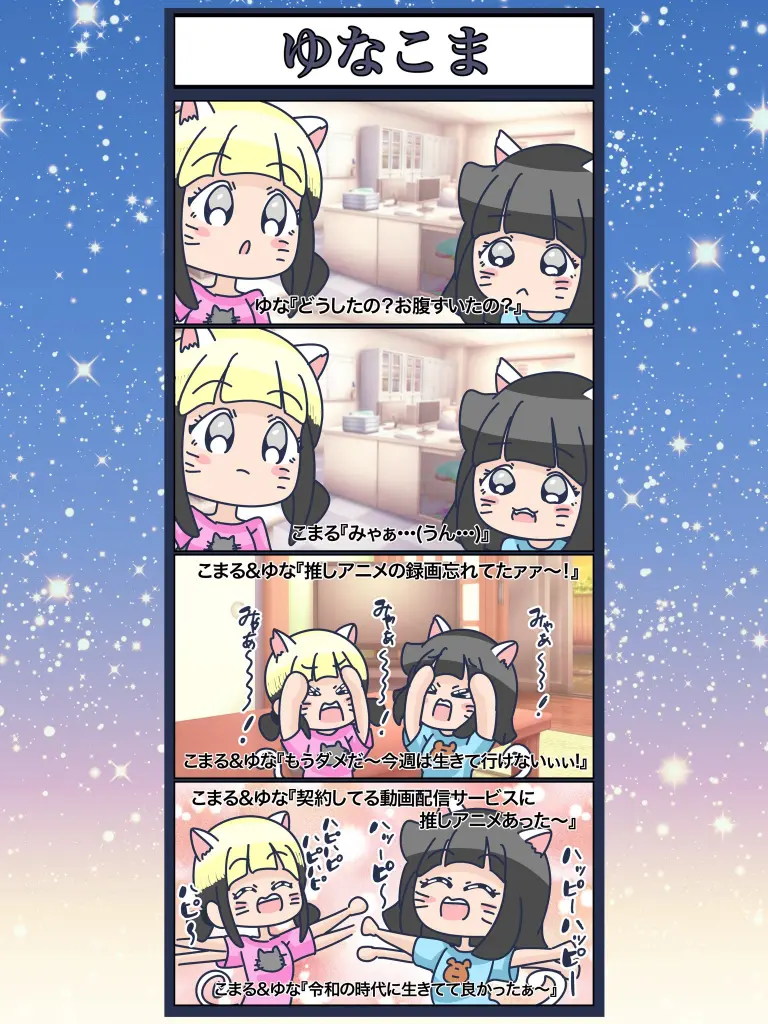 ゆなこま
ゆな『どうしたの?お腹すいたの?』
こまる『みゃぁ…(うん…)』
こまる&ゆな『推しアニメの録画忘れてたァァ〜!』
みゃぁ〜〜〜!
みゃぁ〜〜〜!
みゃぁ〜〜〜!
こまる&ゆな『もうダメだ〜今週は生きて行けないぃぃ!』
こまる&ゆな『契約してる動画配信サービスに
推しアニメあった〜』
ハピハピ
ハピハピ
ハピ〜
ハッーピ〜
ハッピーハッピー
こまる&ゆな『令和の時代に生きてて良かったぁ〜』